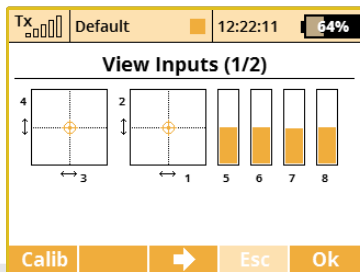 Tx Default 12:22:11 64%
View Inputs (1/2)
4 2
3 1 5 6 7 8
Calib Esc Ok